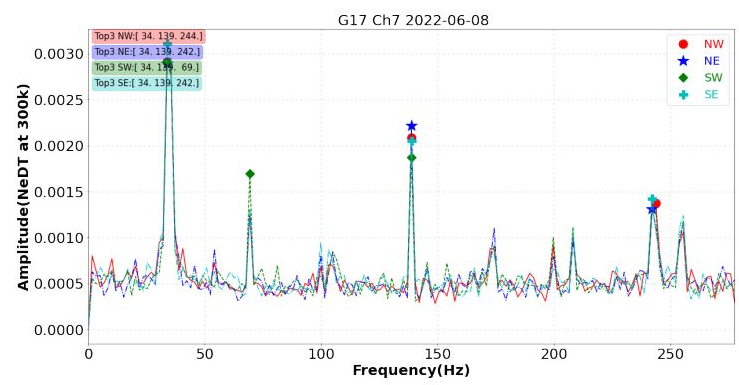 G17 Ch7 2022-06-08
Top3 NW:[ 34. 139. 244.]
Top3 NE:[ 34. 139. 242.]
Top3 SW:[ 34. 139. 69.]
Top3 SE:[ 34. 139. 242.]
NW
NE
SW
SE
Amplitude(NeDT at 300k)
0.0030
0.0025
0.0020
0.0015
0.0010
0.0005
0.0000
0 50 100 150 200 250
Frequency(Hz)